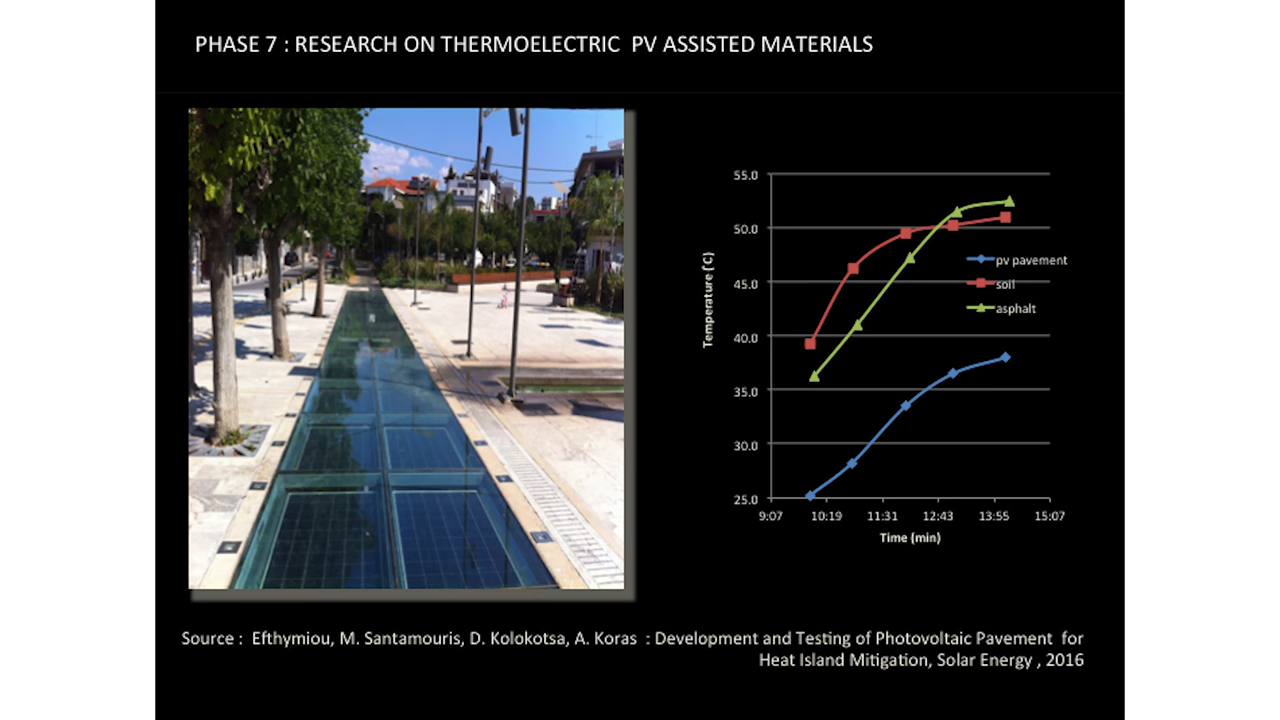 PHASE 7 : RESEARCH ON THERMOELECTRIC PV ASSISTED MATERIALS
55.0
50.0
45.0
40.0
35.0
30.0
25.0
Temperature (C)
pv pavement
soil
asphalt
9:07 10:19 11:31 12:43 13:55 15:07
Time (min)
Source : Efthymiou, M. Santamouris, D. Kolokotsa, A. Koras : Development and Testing of Photovoltaic Pavement for
Heat Island Mitigation, Solar Energy , 2016